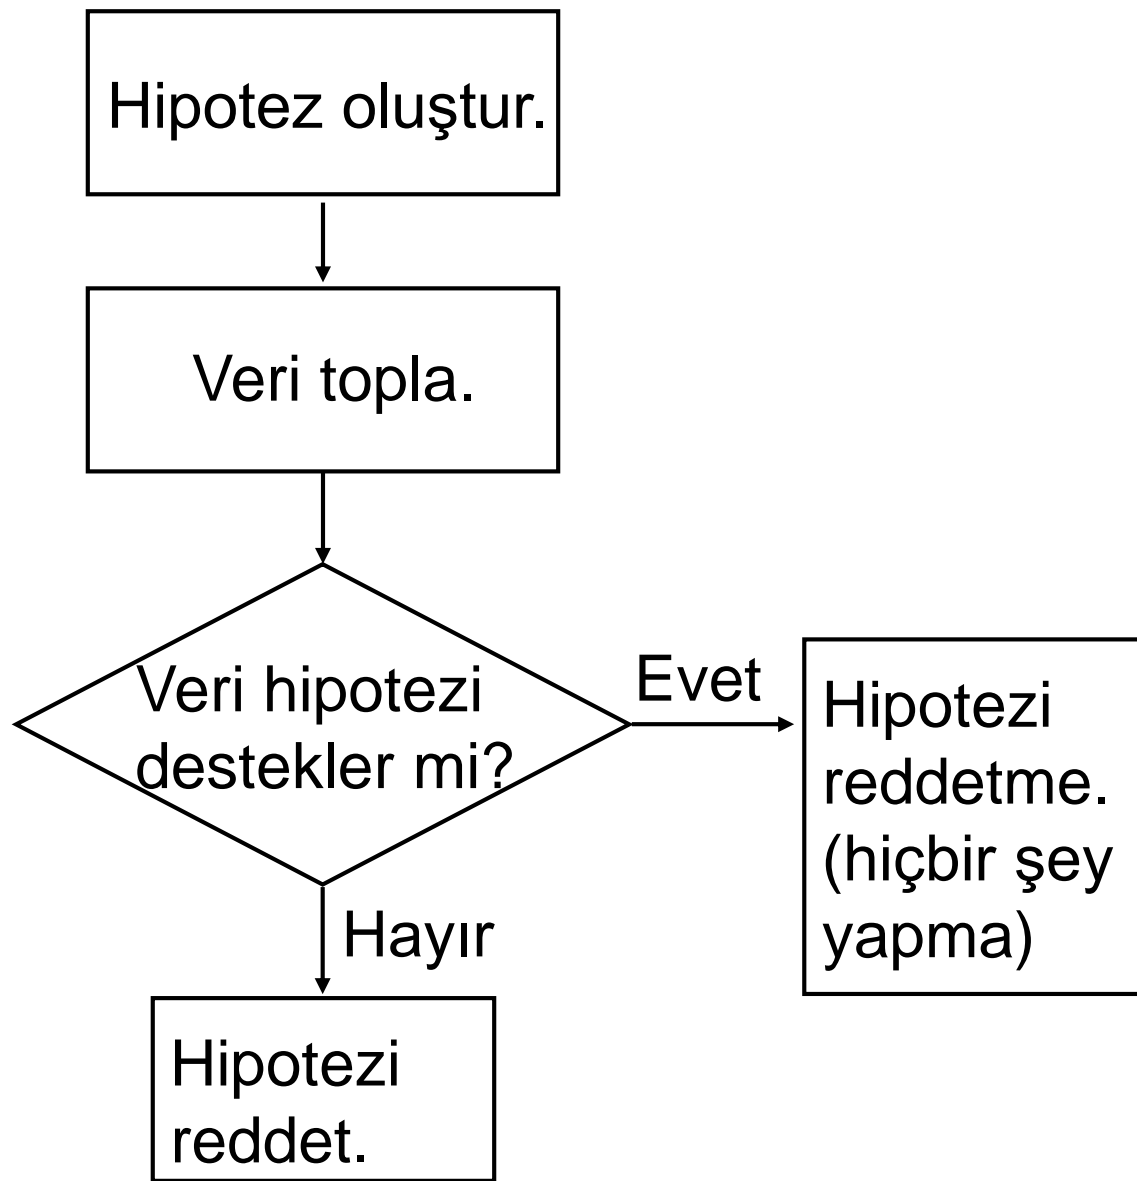 Hipotez oluştur.
Veri topla.
Veri hipotezi
destekler mi?
Evet
Hipotezi
reddetme.
(hiçbir şey
yapma)
Hayır
Hipotezi
reddet.